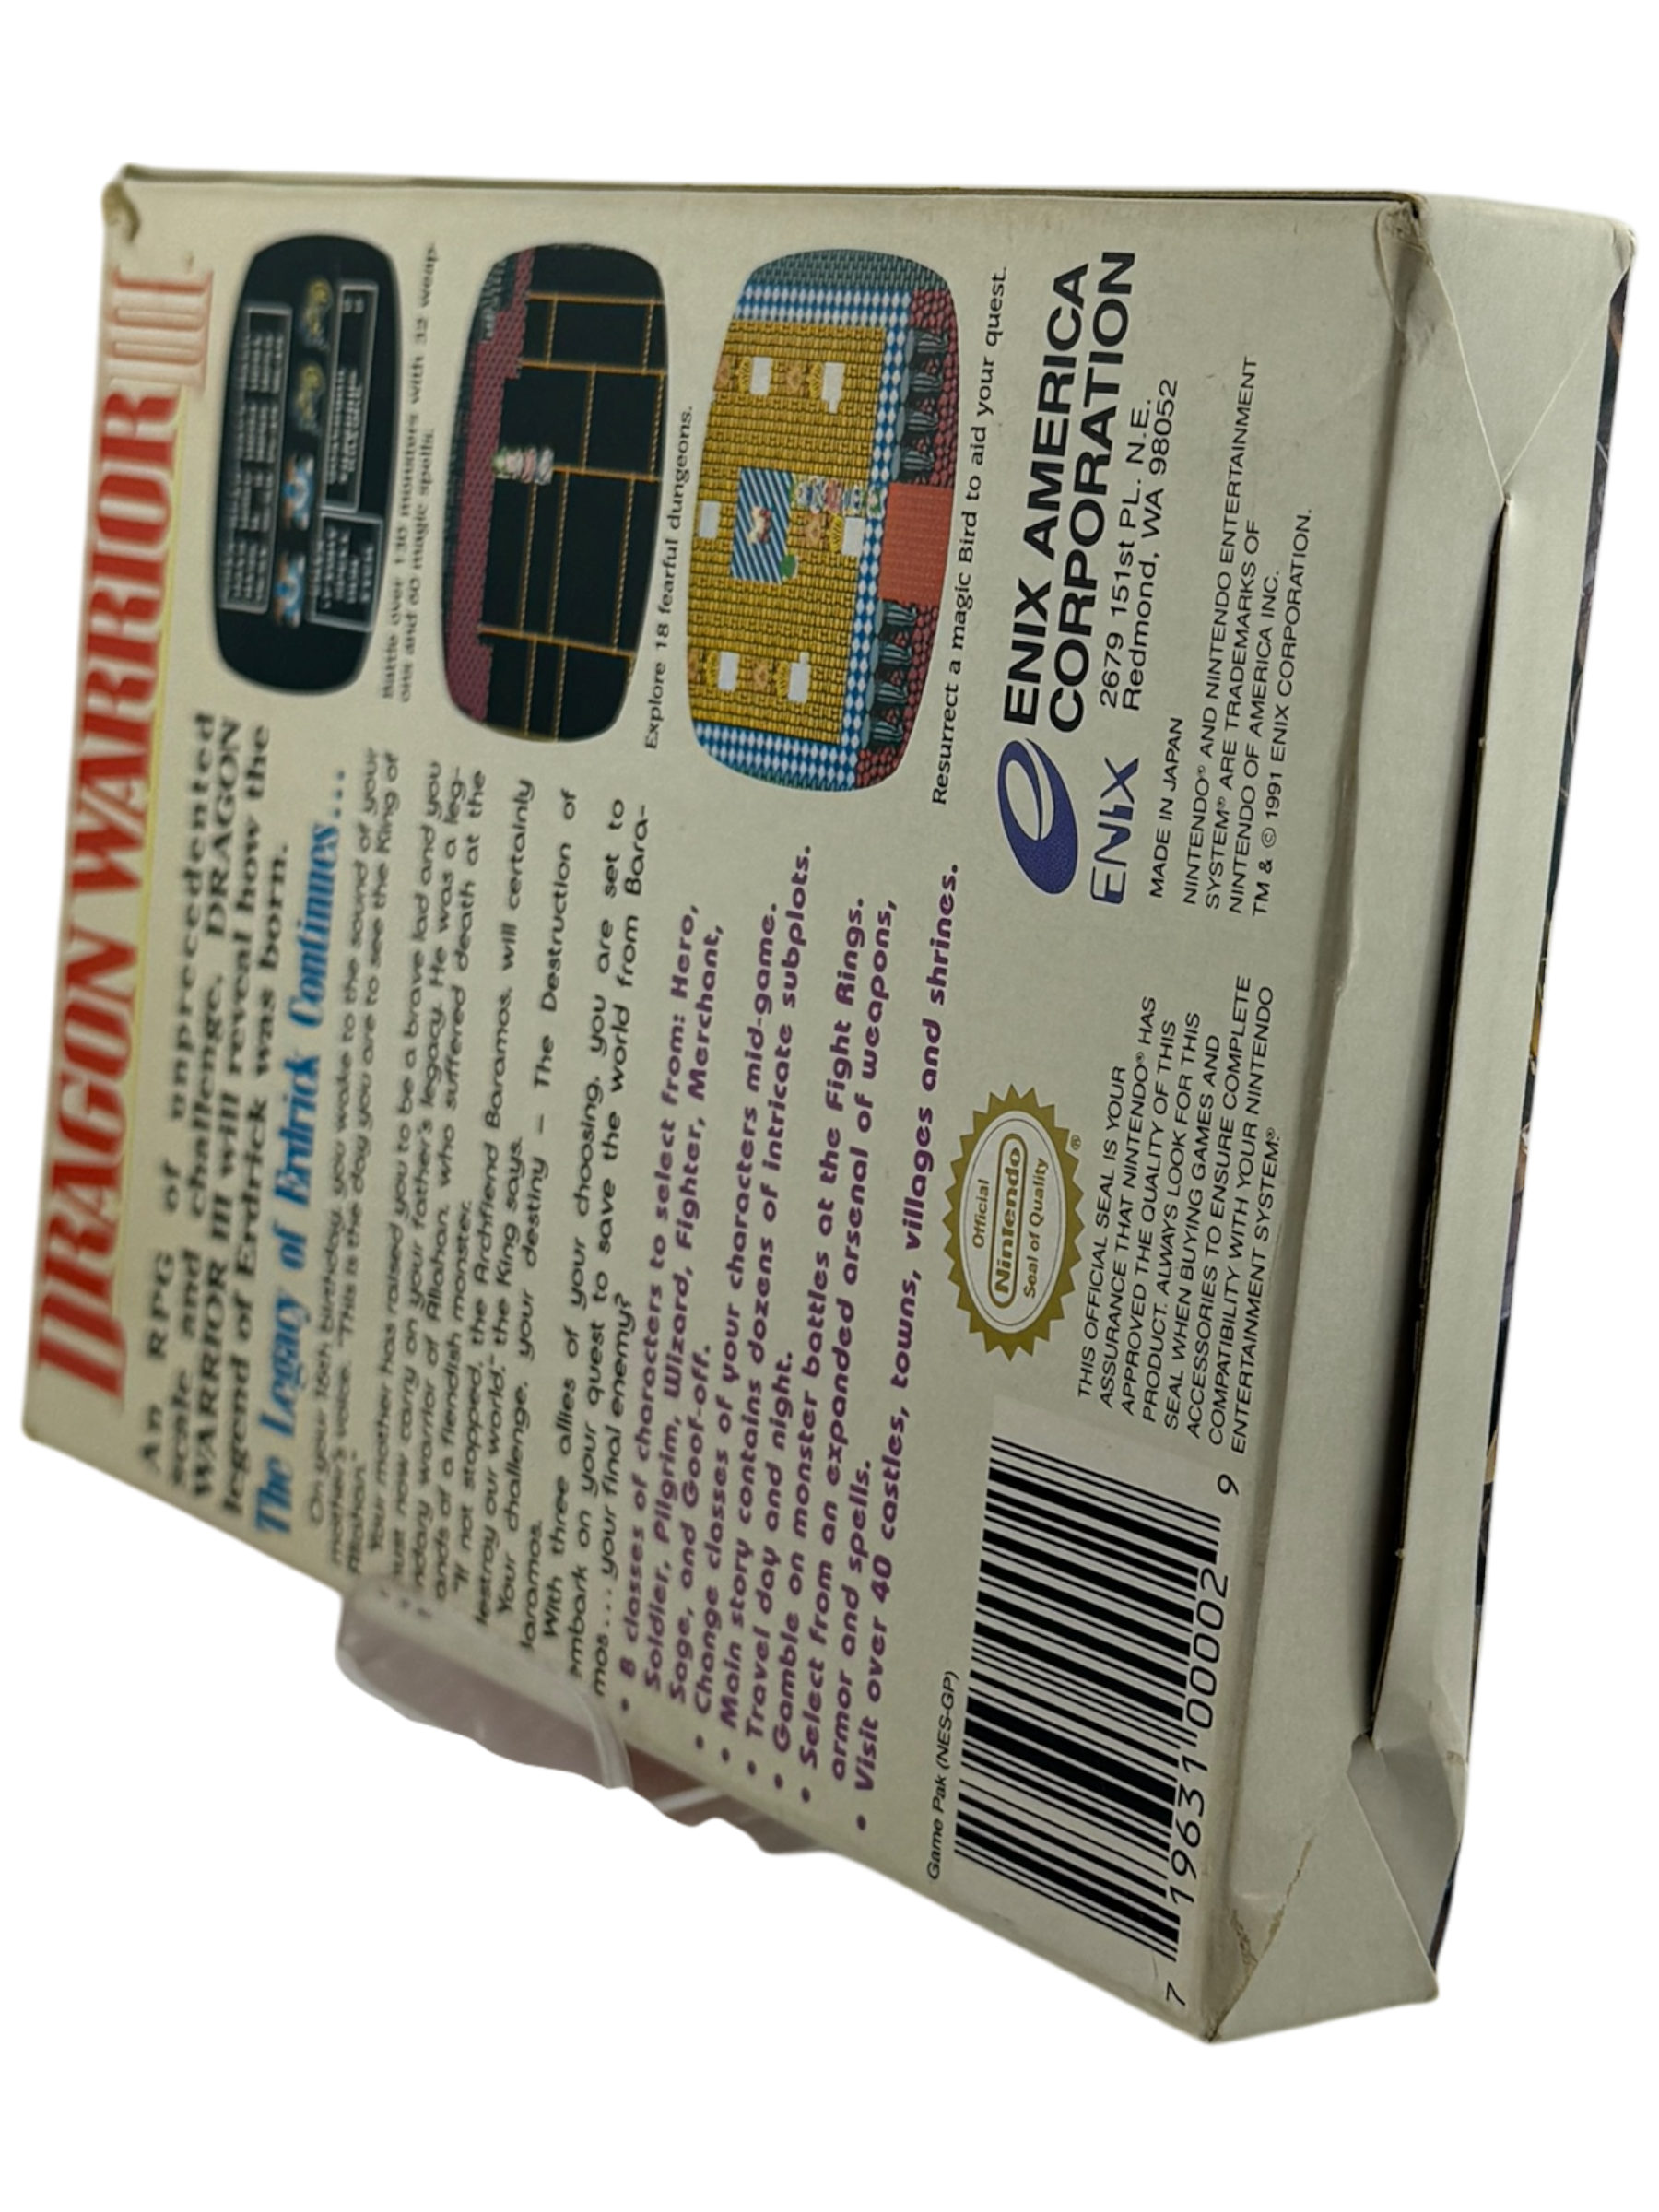 DRAGON WARRIOR III
An RPG of unprecedented
scale and challenge, DRAGON
WARRIOR III will reveal how the
legend of Erdrick was born.
The Legacy of Erdrick Continues...
On your 16th birthday, you wake to the sound of your
mother's voice. "This is the day you are to see the King of
Aliahan."
Your mother has raised you to be a brave lad and you
must now carry on your father's legacy. He was a leg-
ndary warrior of Aliahan, who suffered death at the
ands of a fiendish monster.
"If not stopped, the Archfiend Baramos, will certainly
destroy our world," the King says.
Your challenge, your destiny — The Destruction of
Baramos.
With three allies of your choosing, you are set to
embark on your quest to save the world from Bara-
mos... your final enemy?
• 8 classes of characters to select from: Hero,
Soldier, Pilgrim, Wizard, Fighter, Merchant,
Sage, and Goof-off.
• Change classes of your characters mid-game.
• Main story contains dozens of intricate subplots.
• Travel day and night.
• Gamble on monster battles at the Fight Rings.
• Select from an expanded arsenal of weapons,
armor and spells.
• Visit over 40 castles, towns, villages and shrines.
Battle over 130 monsters with 32 weap-
ons and 60 magic spells.
Explore 18 fearful dungeons.
Resurrect a magic Bird to aid your quest.
Game Pak (NES-GP)
7 19631 00002 9
Official
Nintendo
Seal of Quality
®
THIS OFFICIAL SEAL IS YOUR
ASSURANCE THAT NINTENDO® HAS
APPROVED THE QUALITY OF THIS
PRODUCT. ALWAYS LOOK FOR THIS
SEAL WHEN BUYING GAMES AND
ACCESSORIES TO ENSURE COMPLETE
COMPATIBILITY WITH YOUR NINTENDO
ENTERTAINMENT SYSTEM®.
ENIX
ENIX AMERICA
CORPORATION
2679 151st PL. N.E.
Redmond, WA 98052
MADE IN JAPAN
NINTENDO® AND NINTENDO ENTERTAINMENT
SYSTEM® ARE TRADEMARKS OF
NINTENDO OF AMERICA INC.
TM & © 1991 ENIX CORPORATION.